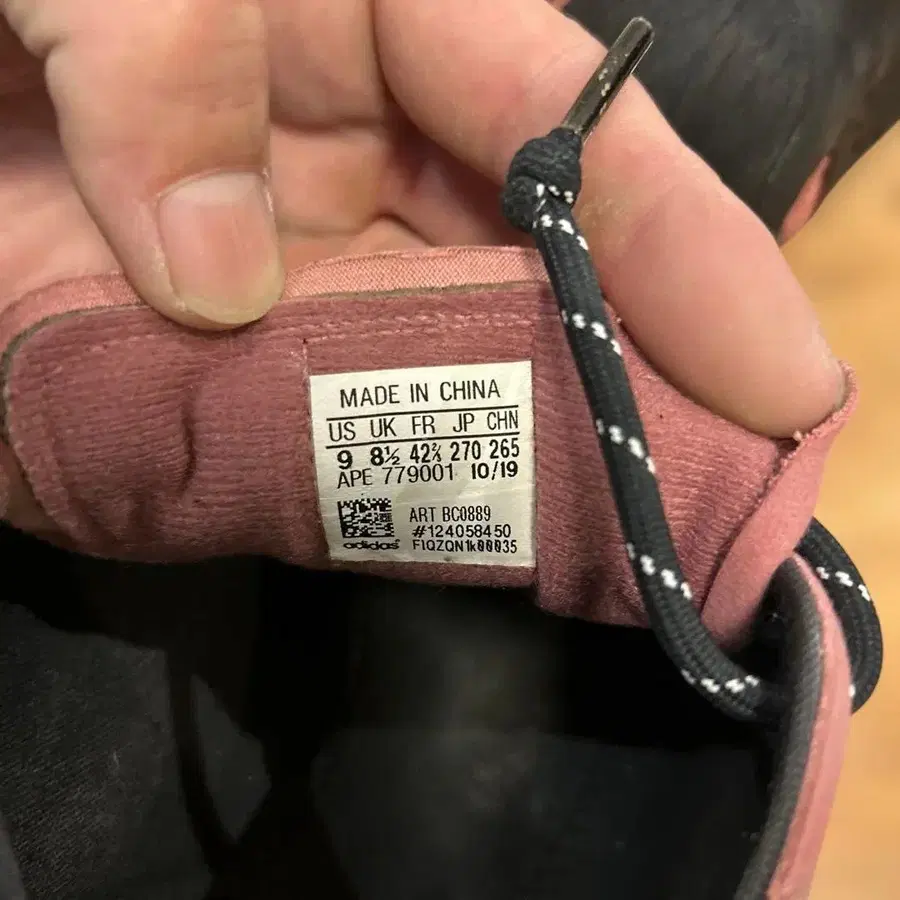 MADE IN CHINA
US UK FR JP CHN
9 8½ 42⅔ 270 265
APE 779001 10/19
ART BC0889
#124058450
adidas F1QZQN1k00035